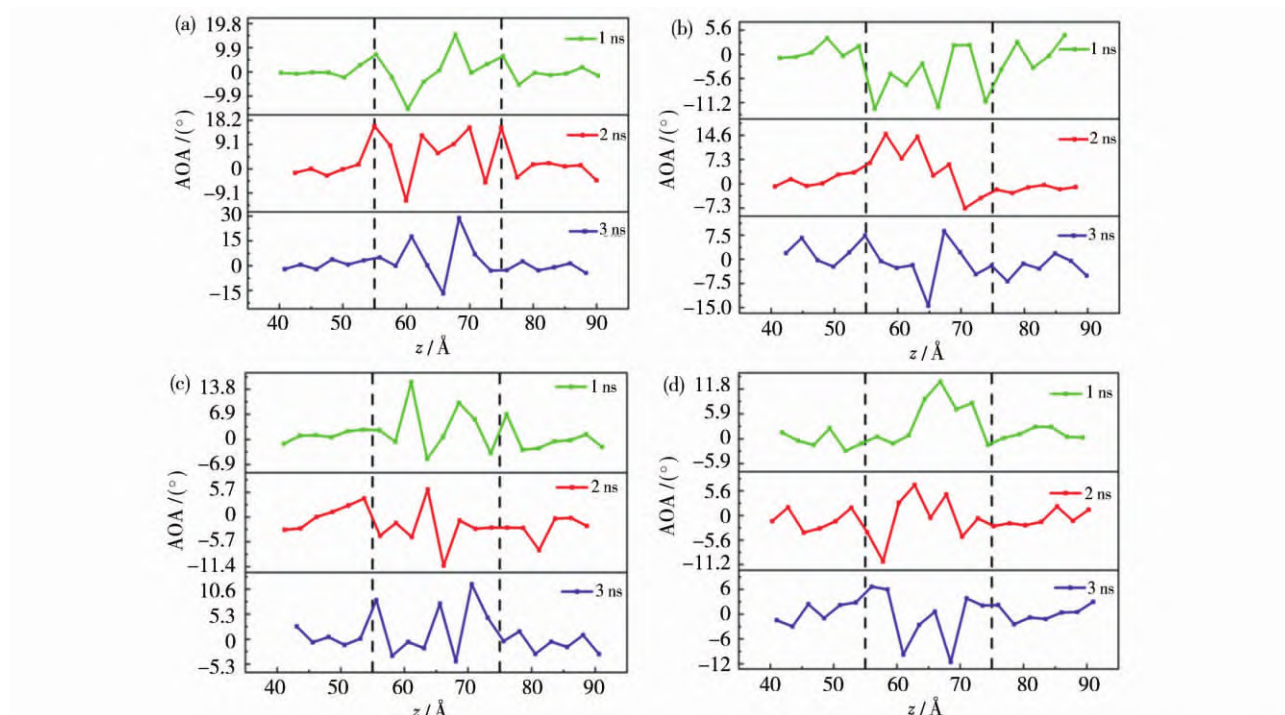 (a)
19.8
9.9
0
−9.9
1 ns
18.2
9.1
0
−9.1
2 ns
30
15
0
−15
3 ns
AOA /(°)
40 50 60 70 80 90
z / Å
(b)
5.6
0
−5.6
−11.2
1 ns
14.6
7.3
0
−7.3
2 ns
7.5
0
−7.5
−15.0
3 ns
AOA /(°)
40 50 60 70 80 90
z / Å
(c)
13.8
6.9
0
−6.9
1 ns
5.7
0
−5.7
−11.4
2 ns
10.6
5.3
0
−5.3
3 ns
AOA /(°)
40 50 60 70 80 90
z / Å
(d)
11.8
5.9
0
−5.9
1 ns
5.6
0
−5.6
−11.2
2 ns
6
0
−6
−12
3 ns
AOA /(°)
40 50 60 70 80 90
z / Å